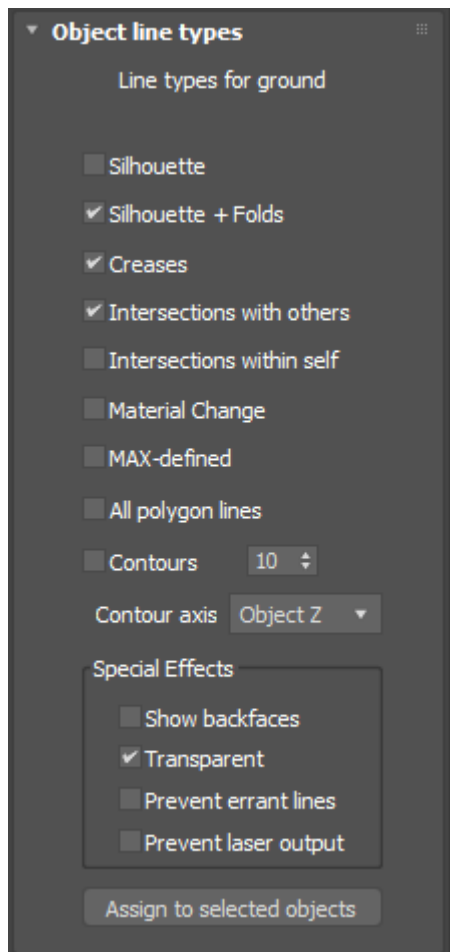 Object line types
Line types for ground
Silhouette
Silhouette + Folds
Creases
Intersections with others
Intersections within self
Material Change
MAX-defined
All polygon lines
Contours 10
Contour axis Object Z
Special Effects
Show backfaces
Transparent
Prevent errant lines
Prevent laser output
Assign to selected objects